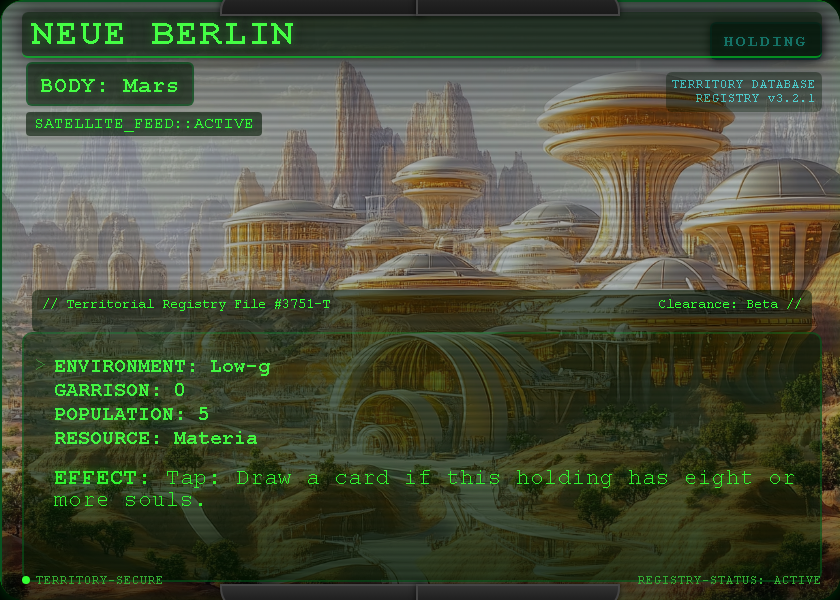 NEUE BERLIN
HOLDING
BODY: Mars
TERRITORY DATABASE
REGISTRY v3.2.1
SATELLITE_FEED::ACTIVE
// Territorial Registry File #3751-T
Clearance: Beta //
> ENVIRONMENT: Low-g
GARRISON: 0
POPULATION: 5
RESOURCE: Materia
EFFECT: Tap: Draw a card if this holding has eight or
more souls.
TERRITORY-SECURE
REGISTRY-STATUS: ACTIVE